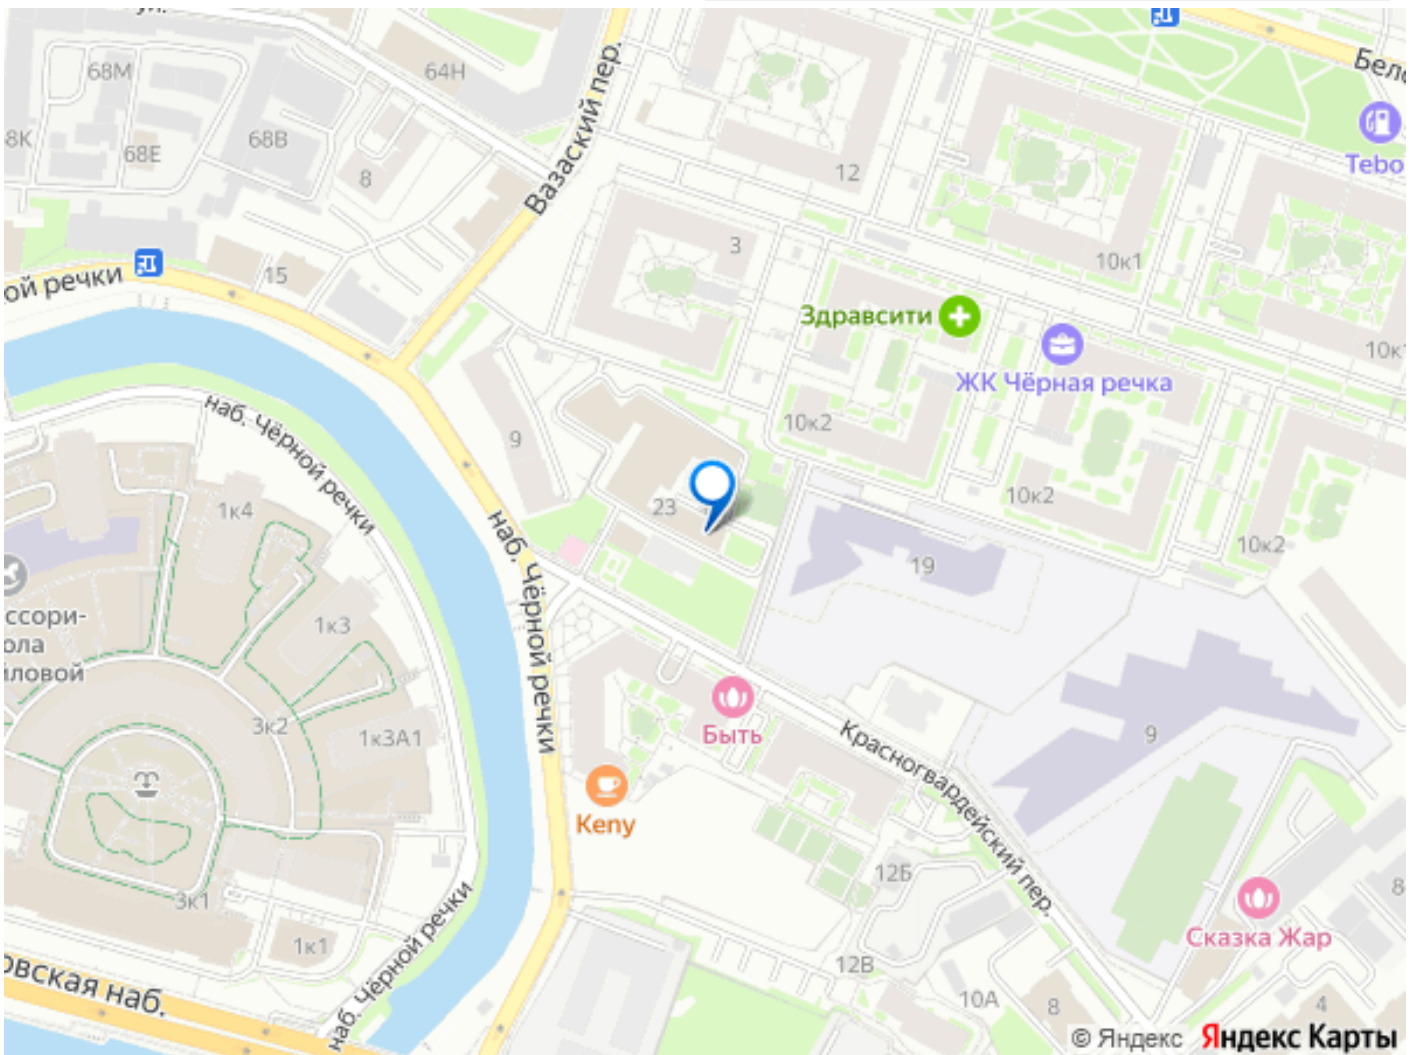 ул.
68М
64Н
Вазаский пер.
Бело
8К
68Е
68В
8
12
Tebo
3
10к1
ой речки
15
Здравсити
ЖК Чёрная речка
10к
наб. Чёрной речки
9
10к2
23
10к2
1к4
наб. Чёрной речки
10к2
19
ссори-
ола
иловой
1к3
3к2
1к3А1
Быть
Красногвардейский пер.
9
Keny
12Б
3к1
1к1
наб. Чёрной речки
8
Сказка Жар
12В
10А
8
4
овская наб.
© Яндекс Яндекс Карты